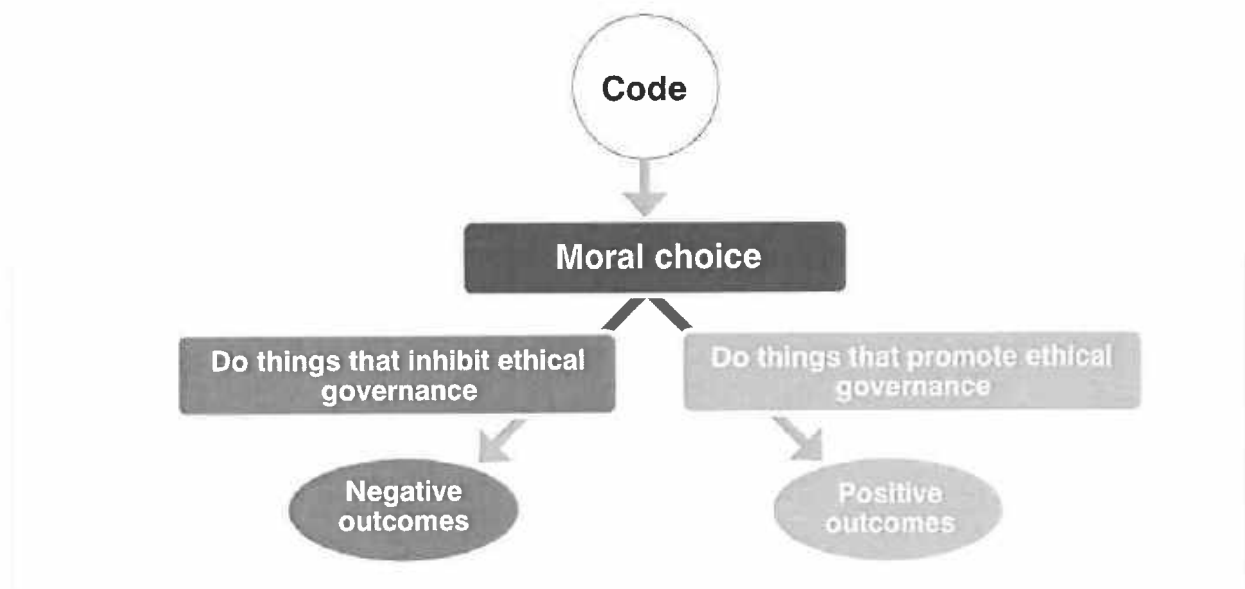 Code
Moral choice
Do things that inhibit ethical
governance
Do things that promote ethical
governance
Negative
outcomes
Positive
outcomes